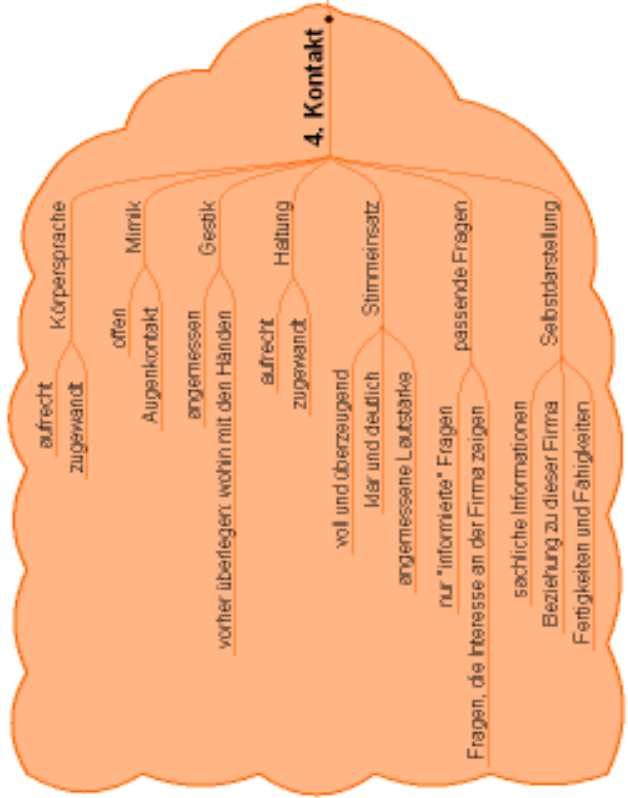 4. Kontakt
Körpersprache
aufrecht
zugewandt
Mimik
offen
Augenkontakt
Gestik
angemessen
vorher überlegen: wohin mit den Händen
Haltung
aufrecht
zugewandt
Stimmeinsatz
voll und überzeugend
klar und deutlich
angemessene Lautstärke
passende Fragen
nur "informierte" Fragen
Fragen, die Interesse an der Firma zeigen
Selbstdarstellung
sachliche Informationen
Beziehung zu dieser Firma
Fertigkeiten und Fähigkeiten